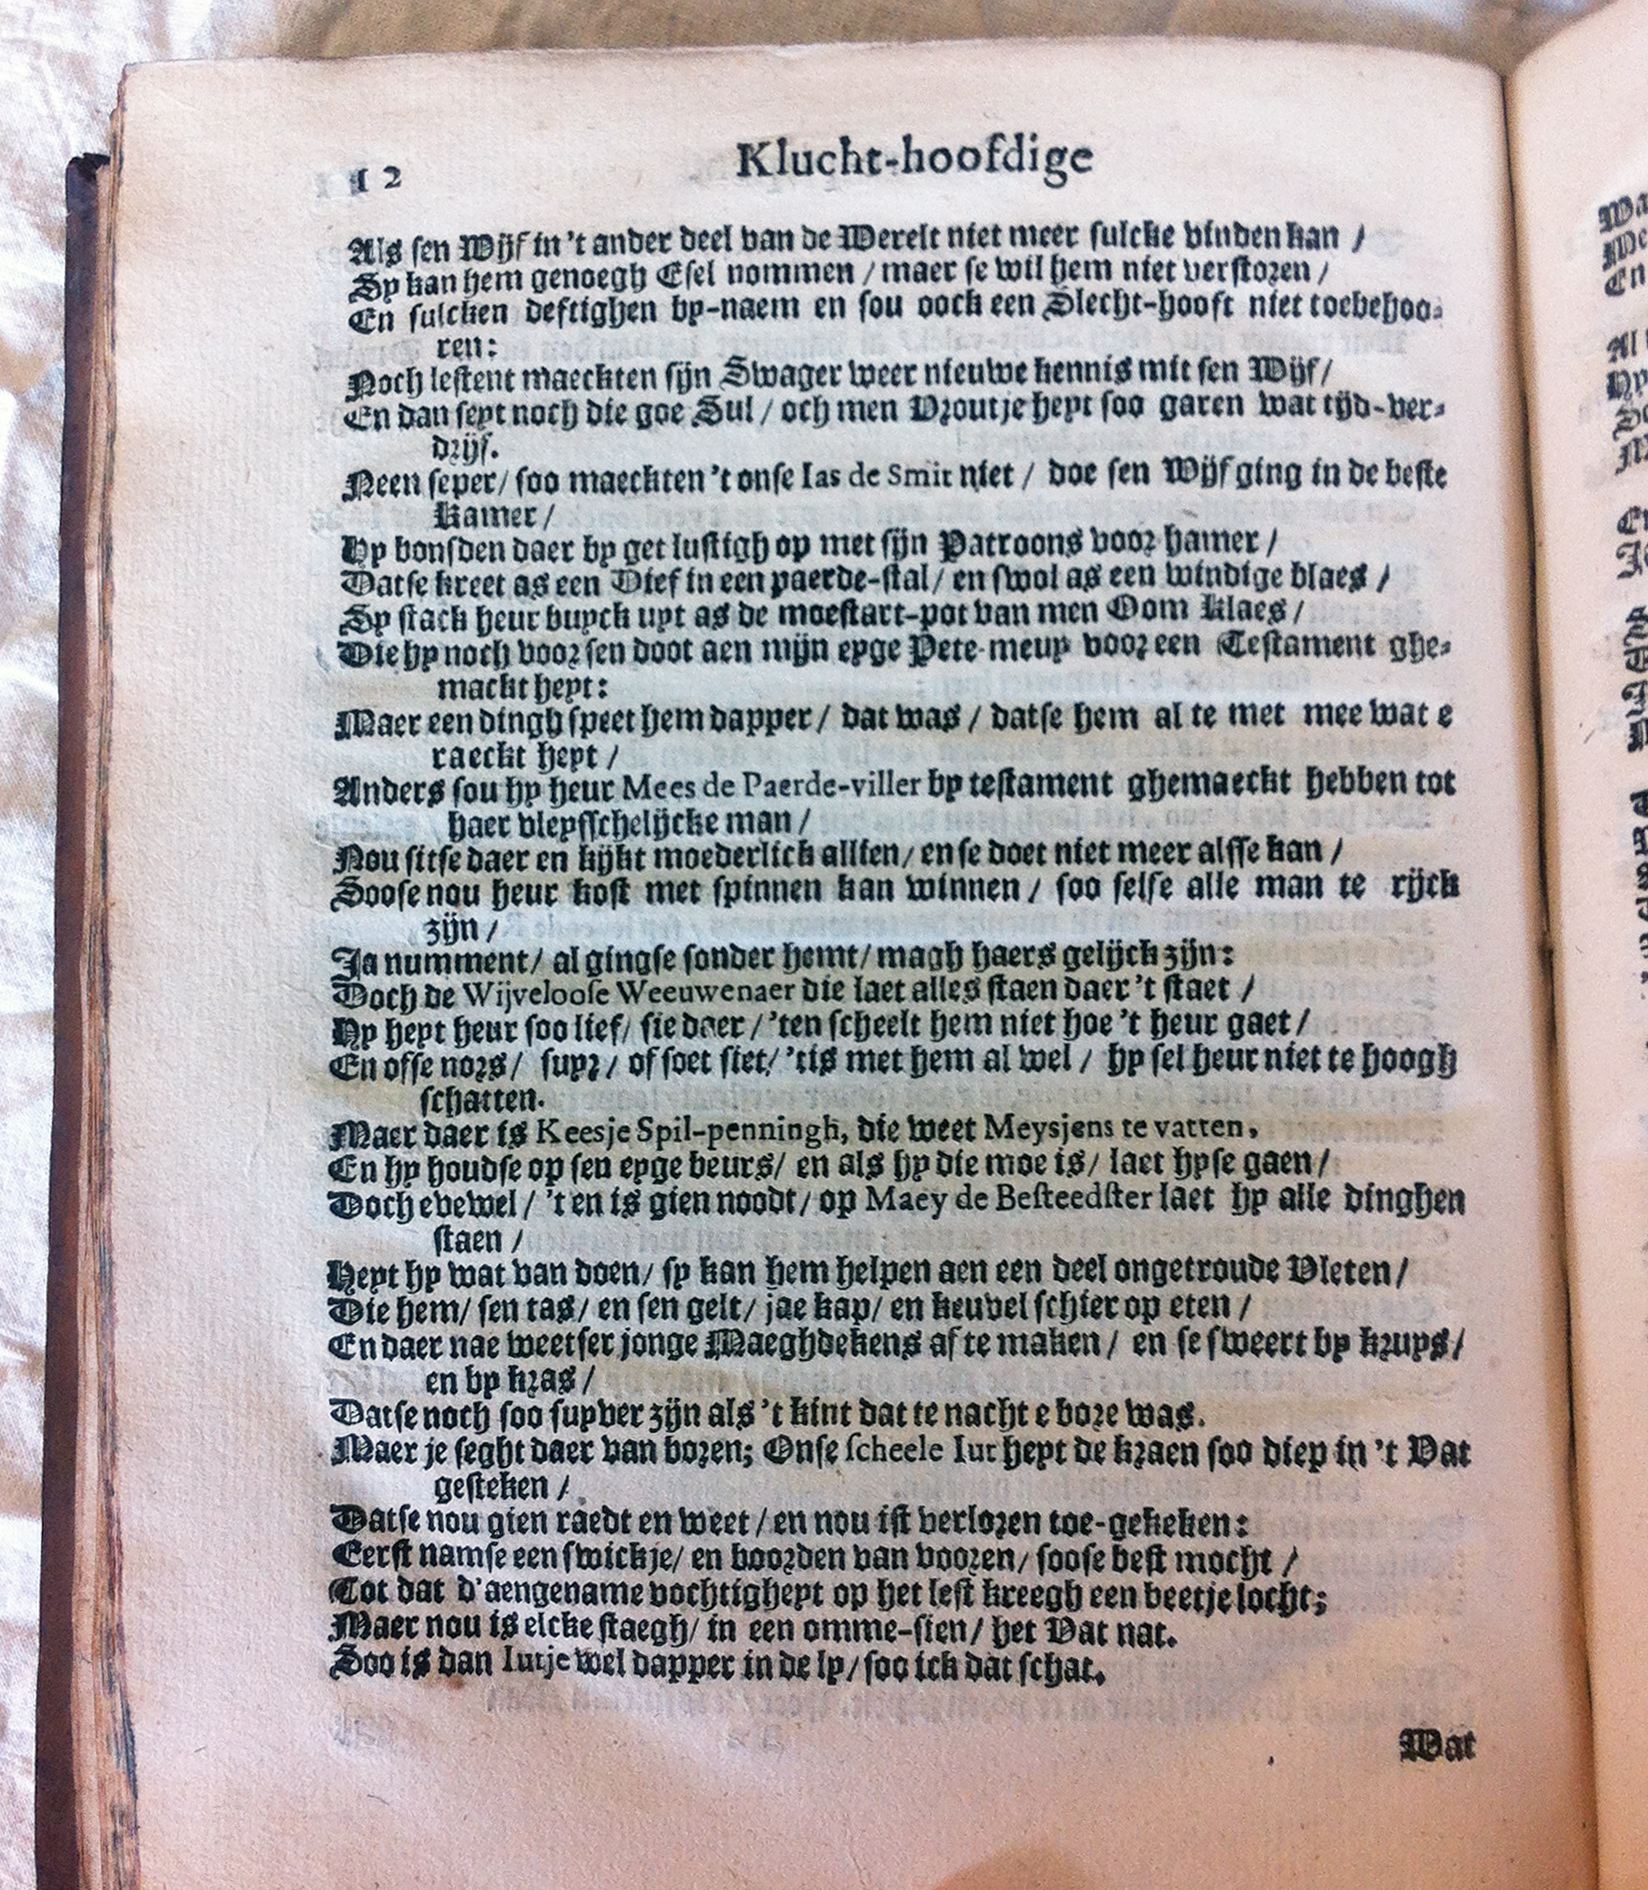 12
Klucht-hoofdige
Als sen Wijf in 't ander deel van de Werelt niet meer sulcke vinden kan /
Sy kan hem genoegh Esel nommen / maer se wil hem niet verstoren /
En sulcken deftighen by-naem en sou oock een Slecht-hooft niet toebehoo-
ren:
Noch lestent maeckten sijn Swager weer nieuwe kennis mit sen Wijf /
En dan seyt noch die goe Sul / och men Vroutje heyt soo garen wat tijd-ver-
drijf.
Neen seper / soo maeckten 't onse Ias de Smit niet / doe sen Wijf ging in de beste
Kamer /
Hy bonsden daer by get lustigh op met sijn Patroons voor hamer /
Datse kreet as een Dief in een paerde-stal / en swol as een windige blaes /
Sy stack heur buyck uyt as de moestart-pot van men Oom Klaes /
Die hy noch voor sen doot aen mijn eyge Pete-meuy voor een Testament ghe-
mackt heyt:
Maer een dingh speet hem dapper / dat was / datse hem al te met mee wat e
raeckt heyt /
Anders sou hy heur Mees de Paerde-viller by testament ghemaeckt hebben tot
haer vleysschelijcke man /
Nou sitse daer en kijkt moederlick allien / en se doet niet meer alsse kan /
Soose nou heur kost met spinnen kan winnen / soo selse alle man te rijck
zijn /
Ja numment / al gingse sonder hemt / magh haers gelijck zijn:
Doch de Wijveloose Weeuwenaer die laet alles staen daer 't staet /
Hy heyt heur soo lief / sie daer / 'ten scheelt hem niet hoe 't heur gaet /
En offe nors / suyr / of soet siet / 'tis met hem al wel / hy sel heur niet te hoogh
schatten.
Maer daer is Keesje Spil-penningh, die weet Meysjens te vatten.
En hy houdse op sen eyge beurs / en als hy die moe is / laet hyse gaen /
Doch evewel / 't en is gien noodt / op Maey de Besteedster laet hy alle dinghen
staen /
Heyt hy wat van doen / sy kan hem helpen aen een deel ongetroude Vleten /
Die hem / sen tas / en sen gelt / jae kap / en keuvel schier op eten /
En daer nae weetser jonge Maeghdekens af te maken / en se sweert by kruys /
en by kras /
Datse noch soo suyver zijn als 't kint dat te nacht e bore was.
Maer je seght daer van boren; Onse scheele Iut heyt de kraen soo diep in 't Vat
gesteken /
Datse nou gien raedt en weet / en nou ist verloren toe-gekeken:
Eerst namse een swickje / en boorden van vooren / soose best mocht /
Tot dat d'aengename vochtigheyt op het lest kreegh een beetje locht;
Maer nou is elcke staegh / in een omme-sien / het Vat nat.
Soo is dan Iutje wel dapper in de ly / soo ick dat schat.
Wat